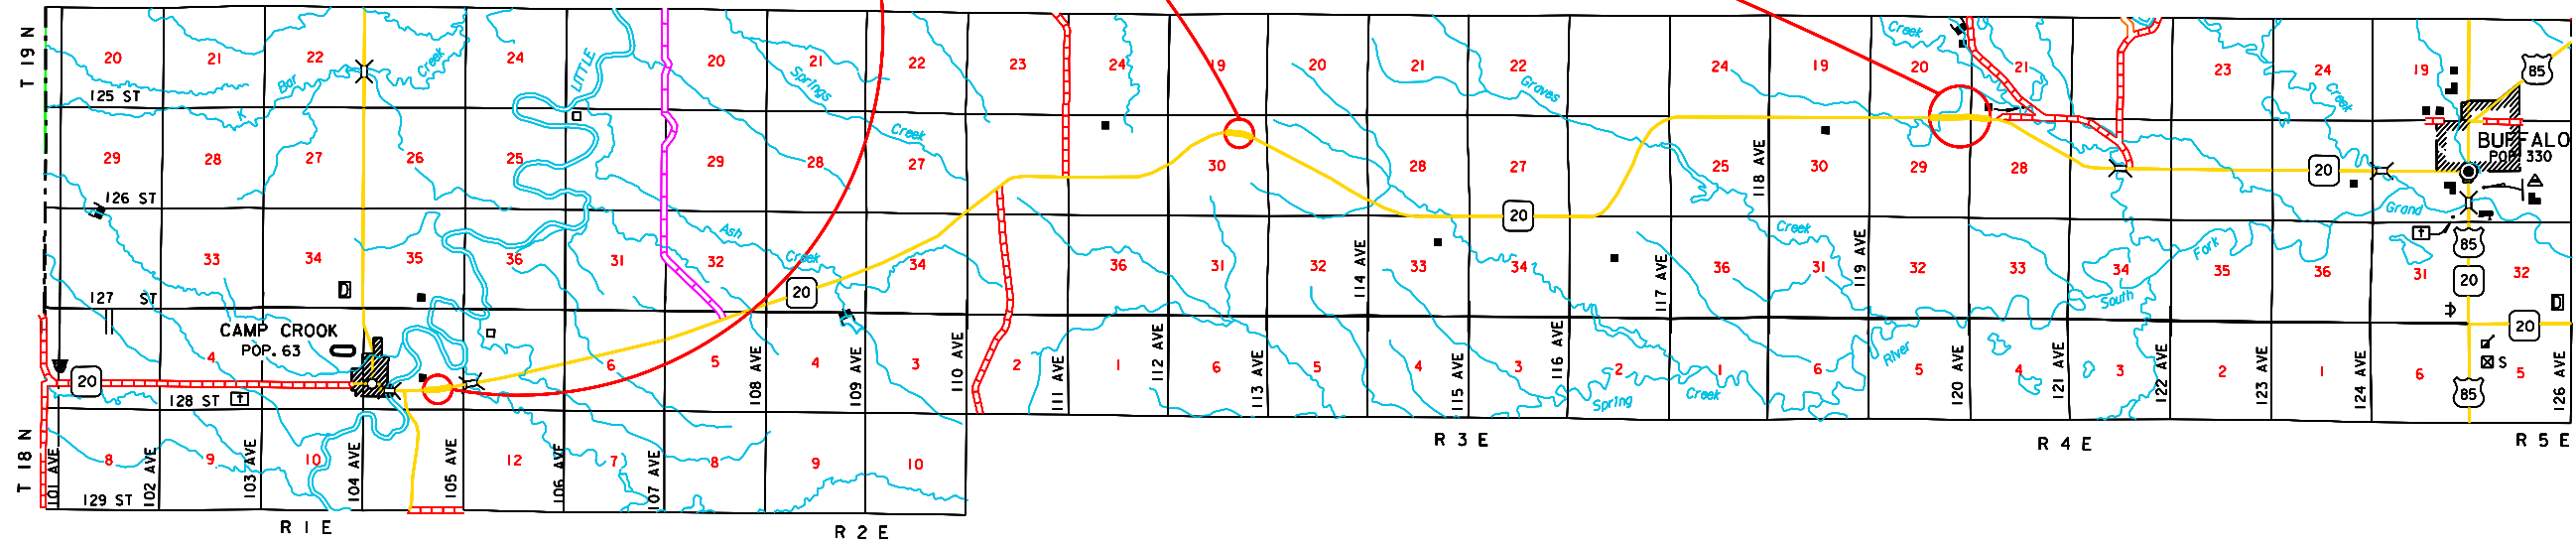 T 19 N
20 21 22 24 20 21 22 23 24 19 20 21 22 24 19 20 21 23 24 19
Bar Creek
K
LITTLE
Springs
Creek
Graves
Creek
Creek
85
125 ST
29 28 27 26 25 29 28 27 30 28 27 25 30 29 28
BUFFALO
POP 330
20
126 ST
118 AVE
Grand
20
Ash
Creek
Creek
Fork
85
33 34 35 36 31 32 34 36 31 32 33 34 36 31 32 33 34 35 36 31 32
114 AVE
117 AVE
119 AVE
20
20
South
127 ST
CAMP CROOK
POP. 63
20
River
4 6 5 4 3 2 1 6 5 4 3 2 1 6 5 4 3 2 1 6 5
S
20
128 ST
108 AVE
109 AVE
110 AVE
111 AVE
112 AVE
113 AVE
115 AVE
116 AVE
120 AVE
121 AVE
122 AVE
123 AVE
124 AVE
126 AVE
Spring Creek
85
T 18 N
8 9 10 12 7 8 9 10
101 AVE
102 AVE
103 AVE
104 AVE
105 AVE
106 AVE
107 AVE
129 ST
R 1 E
R 2 E
R 3 E
R 4 E
R 5 E